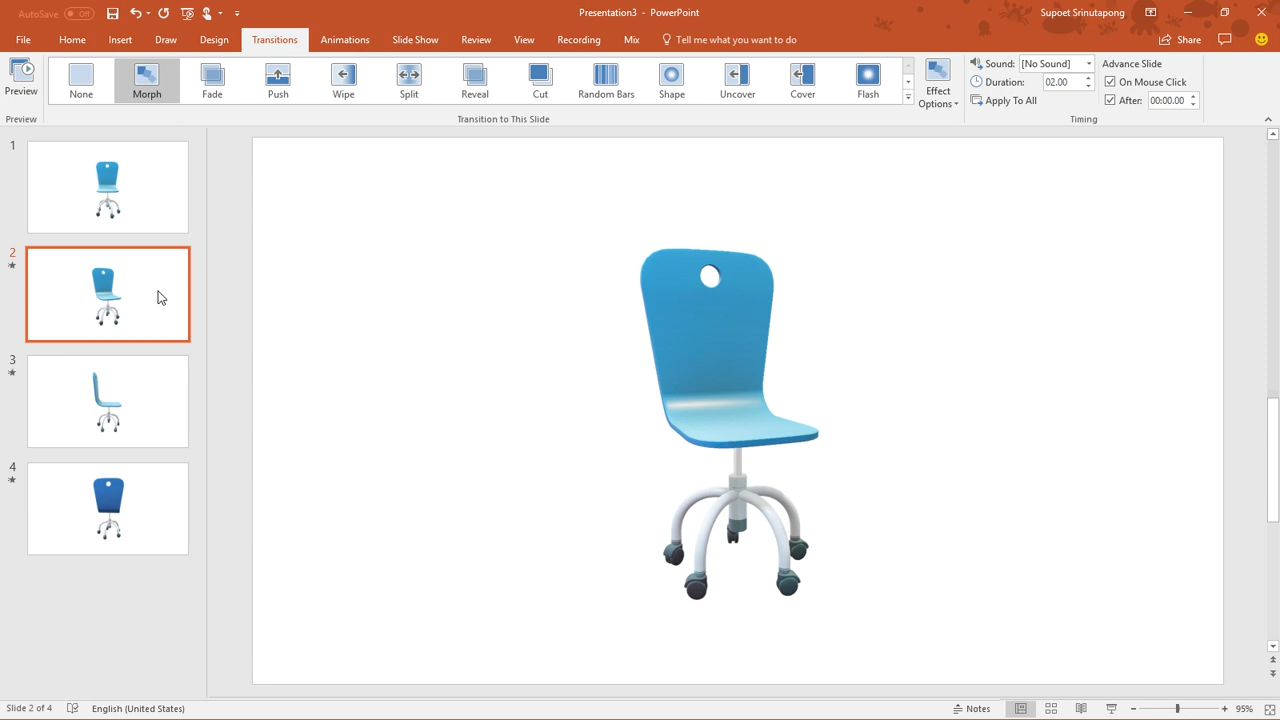 AutoSave Off
Presentation3 - PowerPoint
Supoet Srinutapong
File Home Insert Draw Design Transitions Animations Slide Show Review View Recording Mix Tell me what you want to do Share
Preview
None Morph Fade Push Wipe Split Reveal Cut Random Bars Shape Uncover Cover Flash
Effect Options
Sound: [No Sound]
Duration: 02.00
Apply To All
Advance Slide
On Mouse Click
After: 00:00.00
Preview
Transition to This Slide
Timing
1
2
3
4
Slide 2 of 4
English (United States)
Notes
95%